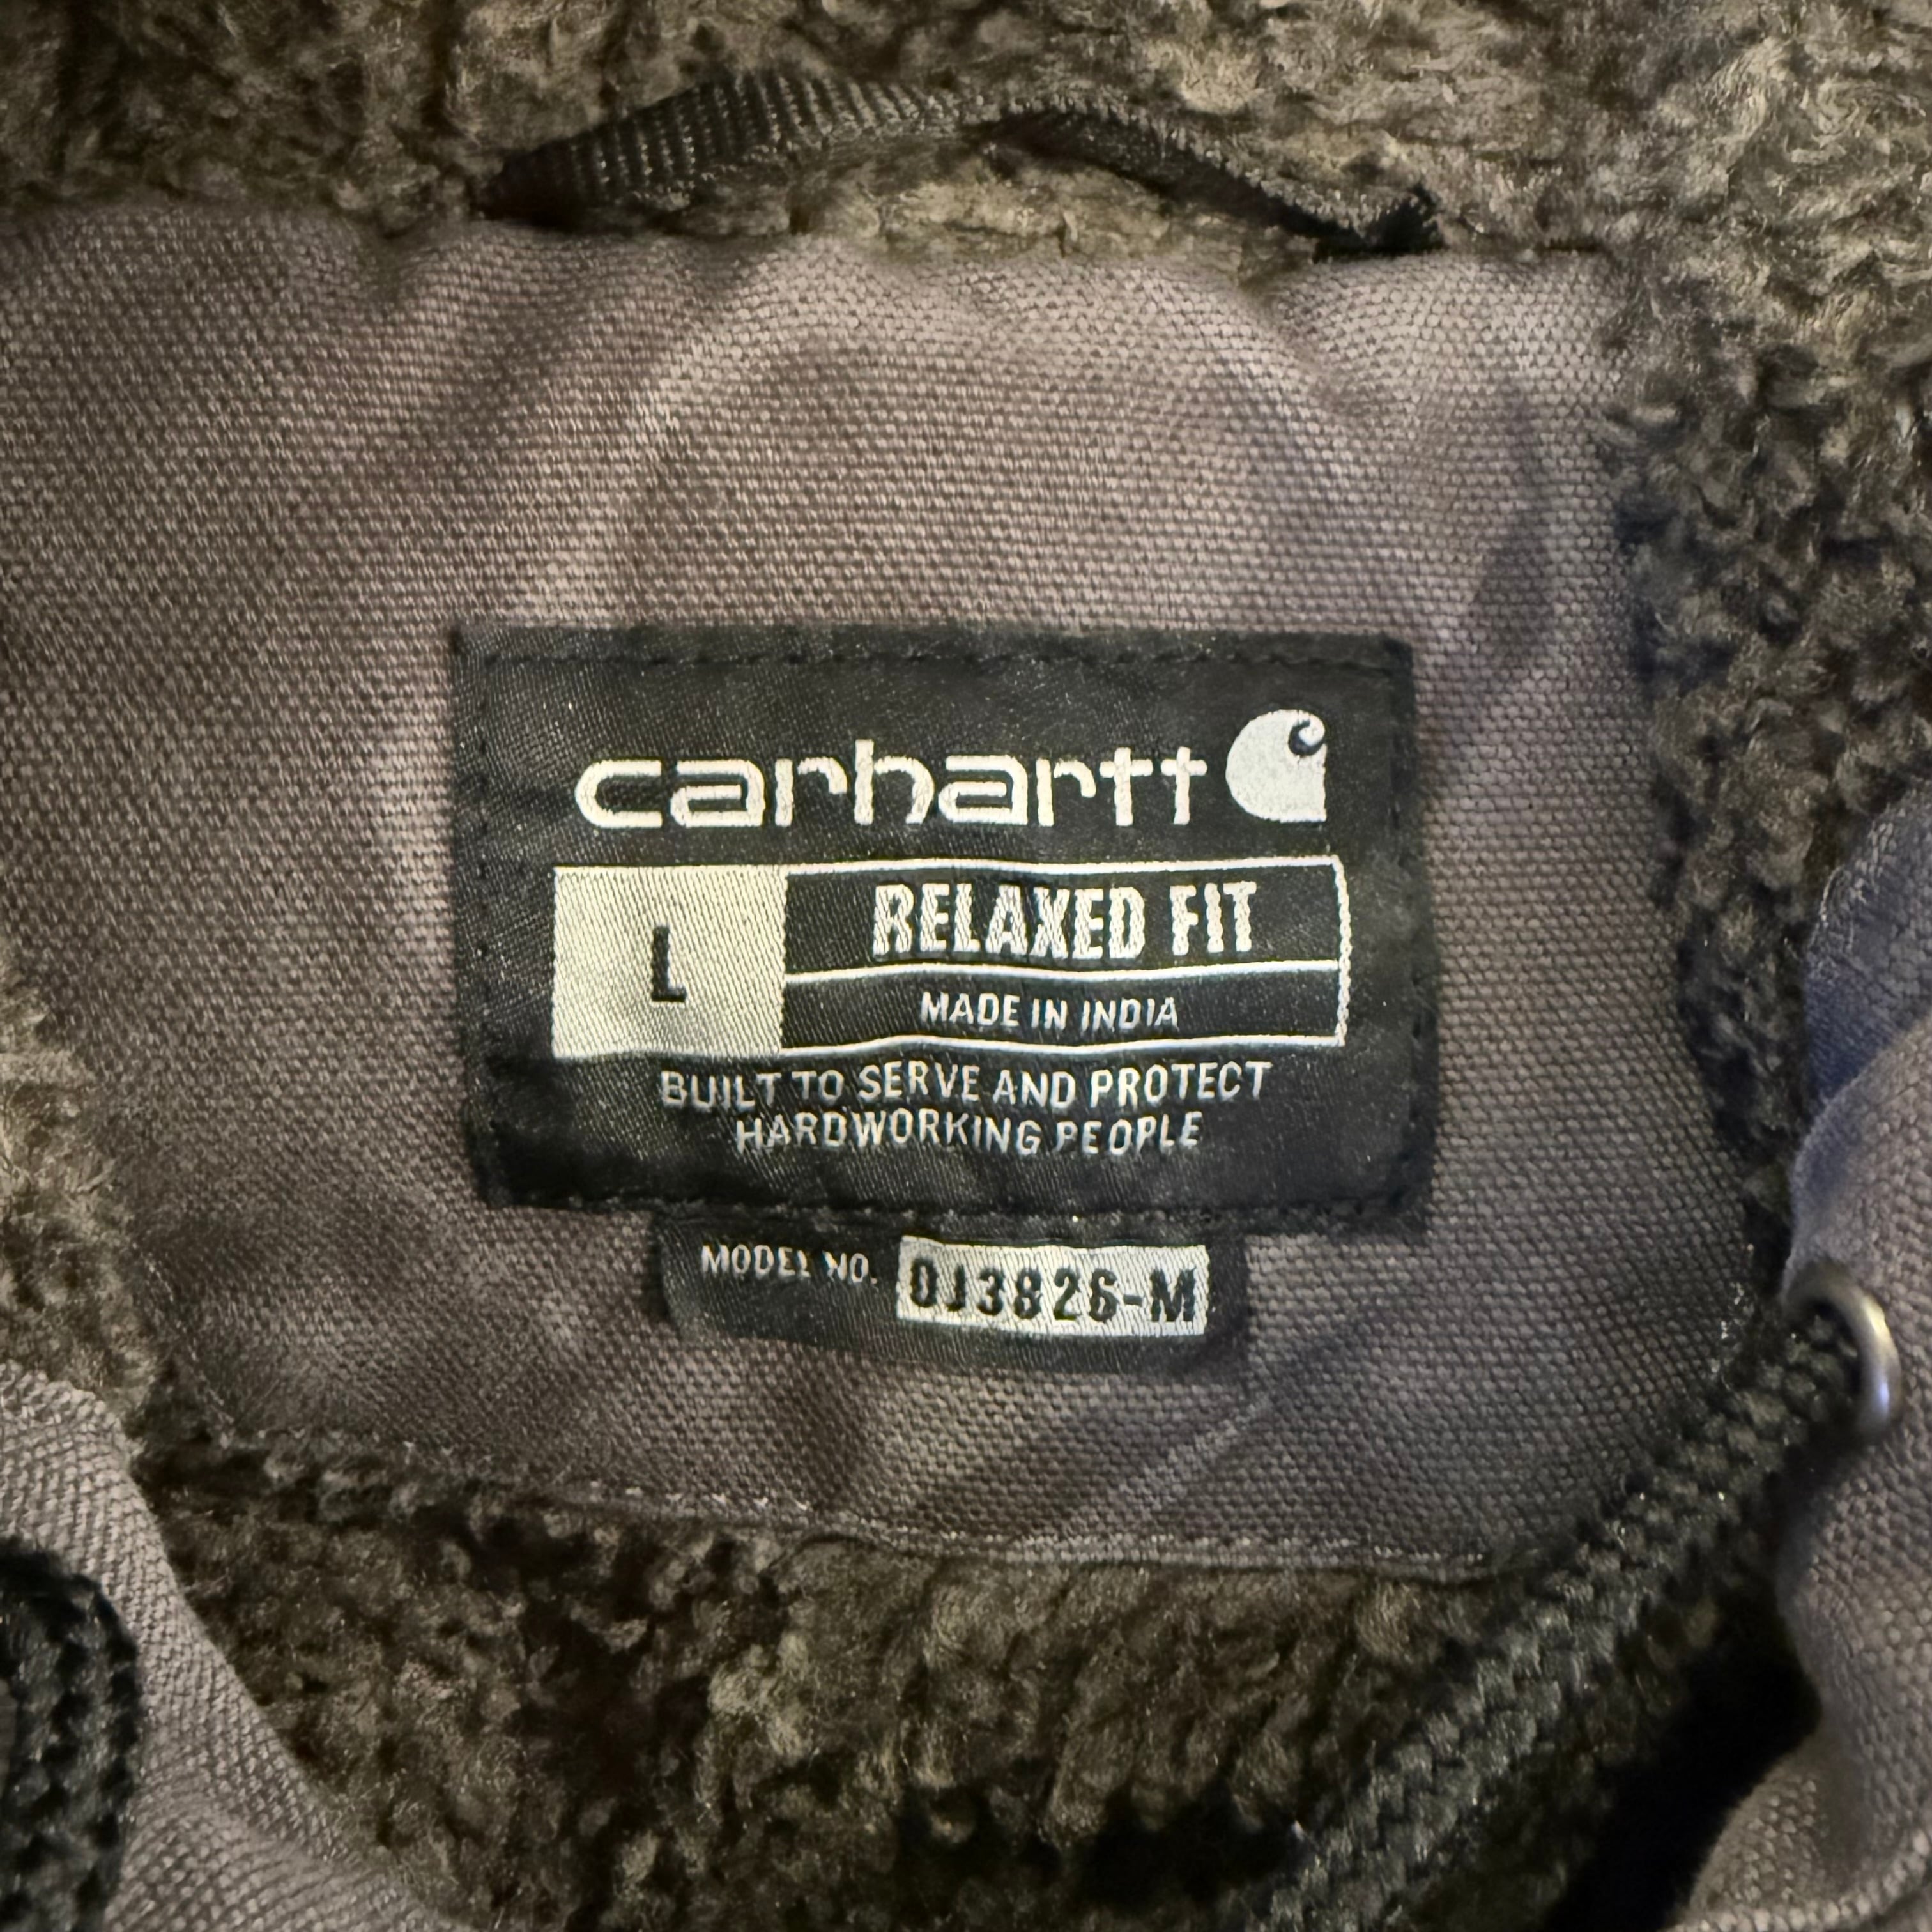 carhartt
L
RELAXED FIT
MADE IN INDIA
BUILT TO SERVE AND PROTECT
HARDWORKING PEOPLE
MODEL NO. OJ3826-M